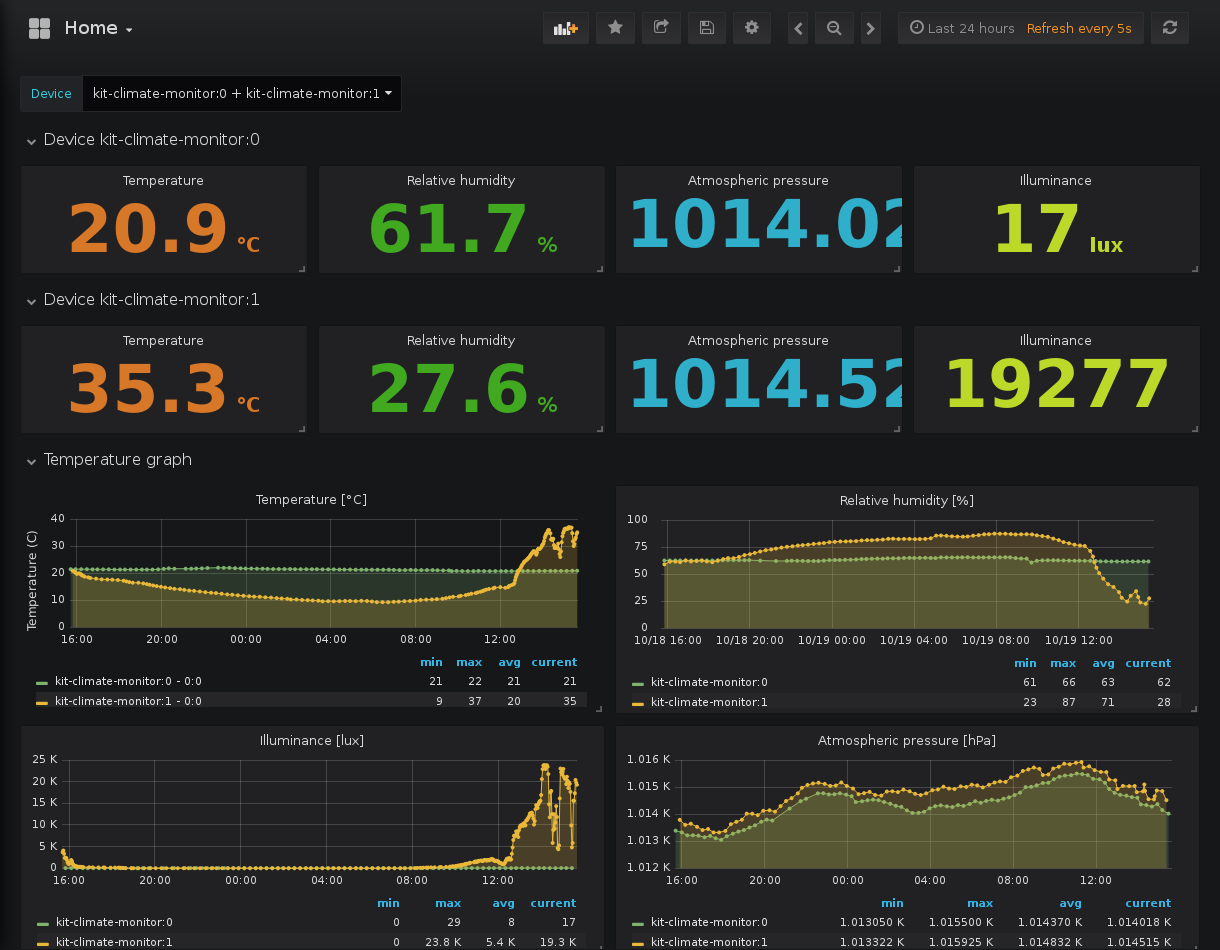 Home
Last 24 hours Refresh every 5s
Device kit-climate-monitor:0 + kit-climate-monitor:1
Device kit-climate-monitor:0
Temperature Relative humidity Atmospheric pressure Illuminance
20.9 °C 61.7 % 1014.02 17 lux
Device kit-climate-monitor:1
Temperature Relative humidity Atmospheric pressure Illuminance
35.3 °C 27.6 % 1014.52 19277
Temperature graph
Temperature [°C]
Temperature (C)
40
30
20
10
0
16:00 20:00 00:00 04:00 08:00 12:00
min max avg current
kit-climate-monitor:0 - 0:0 21 22 21 21
kit-climate-monitor:1 - 0:0 9 37 20 35
Relative humidity [%]
100
75
50
25
0
10/18 16:00 10/18 20:00 10/19 00:00 10/19 04:00 10/19 08:00 10/19 12:00
min max avg current
kit-climate-monitor:0 61 66 63 62
kit-climate-monitor:1 23 87 71 28
Illuminance [lux]
25 K
20 K
15 K
10 K
5 K
0
16:00 20:00 00:00 04:00 08:00 12:00
min max avg current
kit-climate-monitor:0 0 29 8 17
kit-climate-monitor:1 0 23.8 K 5.4 K 19.3 K
Atmospheric pressure [hPa]
1.016 K
1.015 K
1.014 K
1.013 K
1.012 K
16:00 20:00 00:00 04:00 08:00 12:00
min max avg current
kit-climate-monitor:0 1.013050 K 1.015500 K 1.014370 K 1.014018 K
kit-climate-monitor:1 1.013322 K 1.015925 K 1.014832 K 1.014515 K